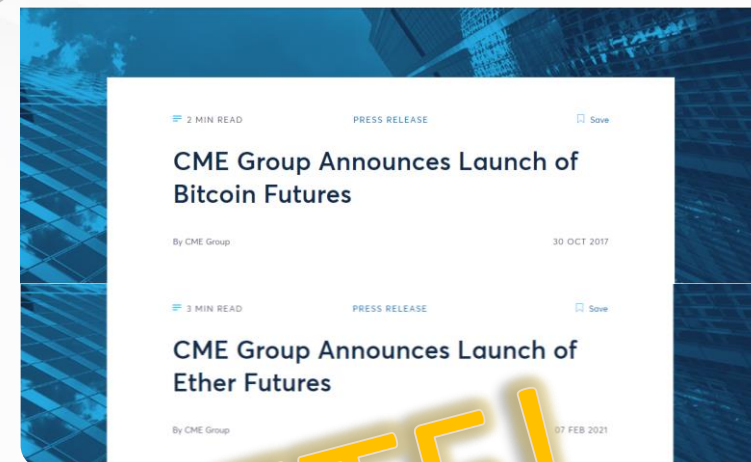 2 MIN READ PRESS RELEASE Save
CME Group Announces Launch of
Bitcoin Futures
By CME Group 30 OCT 2017
3 MIN READ PRESS RELEASE Save
CME Group Announces Launch of
Ether Futures
By CME Group 07 FEB 2021